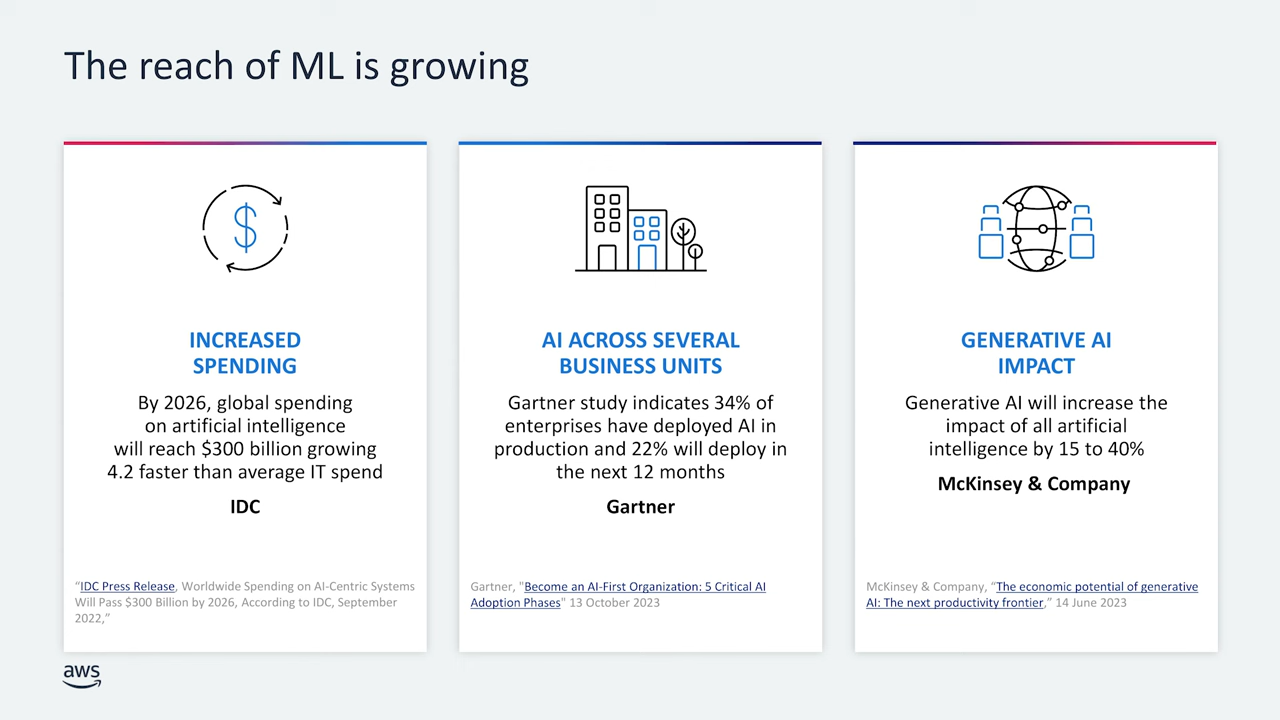 The reach of ML is growing
INCREASED
SPENDING
By 2026, global spending
on artificial intelligence
will reach $300 billion growing
4.2 faster than average IT spend
IDC
“IDC Press Release, Worldwide Spending on AI-Centric Systems
Will Pass $300 Billion by 2026, According to IDC, September
2022,”
AI ACROSS SEVERAL
BUSINESS UNITS
Gartner study indicates 34% of
enterprises have deployed AI in
production and 22% will deploy in
the next 12 months
Gartner
Gartner, "Become an AI-First Organization: 5 Critical AI
Adoption Phases" 13 October 2023
GENERATIVE AI
IMPACT
Generative AI will increase the
impact of all artificial
intelligence by 15 to 40%
McKinsey & Company
McKinsey & Company, “The economic potential of generative
AI: The next productivity frontier,” 14 June 2023
aws